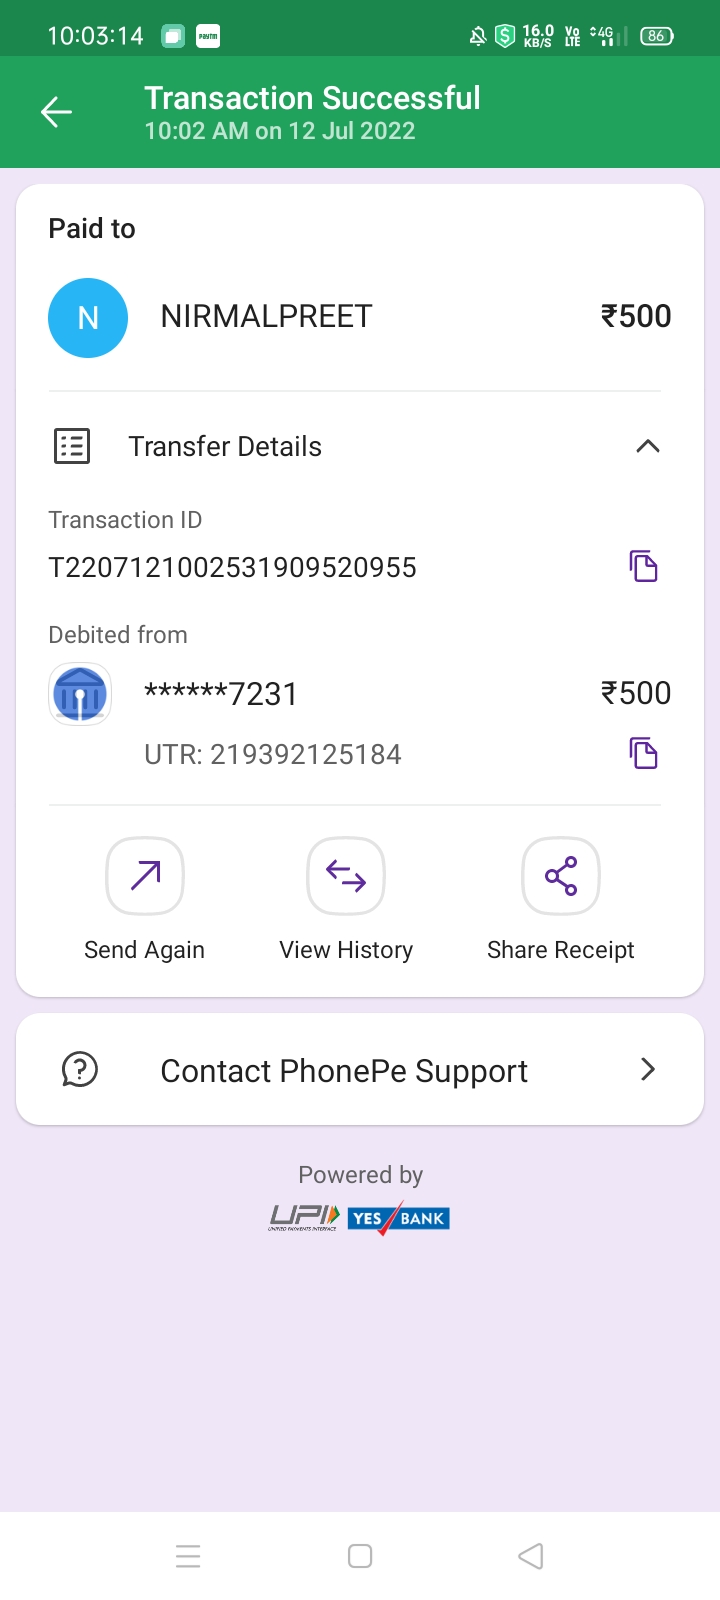 10:03:14 Paytm 16.0 KB/S Vo LTE 4G 86
Transaction Successful
10:02 AM on 12 Jul 2022
Paid to
N NIRMALPREET ₹500
Transfer Details
Transaction ID
T2207121002531909520955
Debited from
******7231 ₹500
UTR: 219392125184
Send Again View History Share Receipt
Contact PhonePe Support
Powered by
UPI YES BANK
UNIFIED PAYMENTS INTERFACE